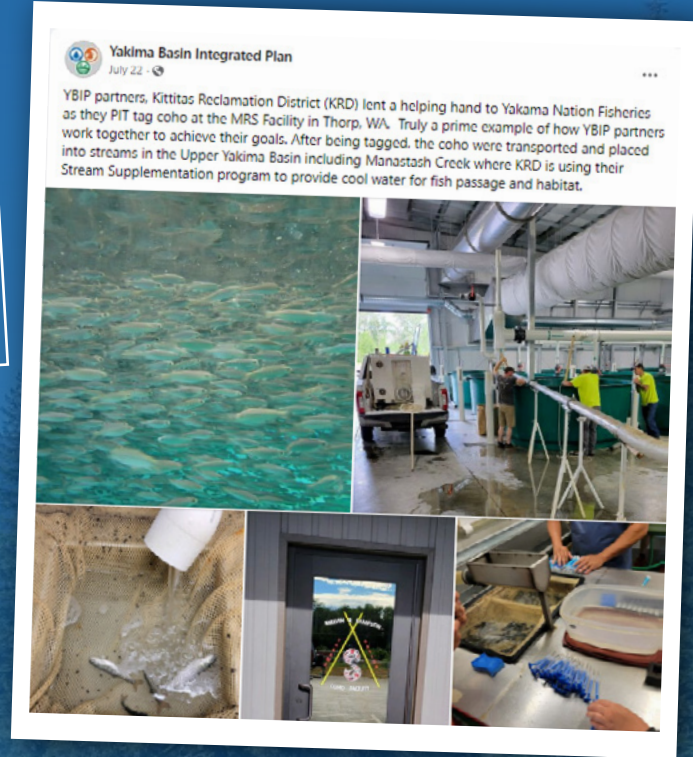 Yakima Basin Integrated Plan
July 22 ·
YBIP partners, Kittitas Reclamation District (KRD) lent a helping hand to Yakama Nation Fisheries
as they PIT tag coho at the MRS Facility in Thorp, WA. Truly a prime example of how YBIP partners
work together to achieve their goals. After being tagged, the coho were transported and placed
into streams in the Upper Yakima Basin including Manastash Creek where KRD is using their
Stream Supplementation program to provide cool water for fish passage and habitat.